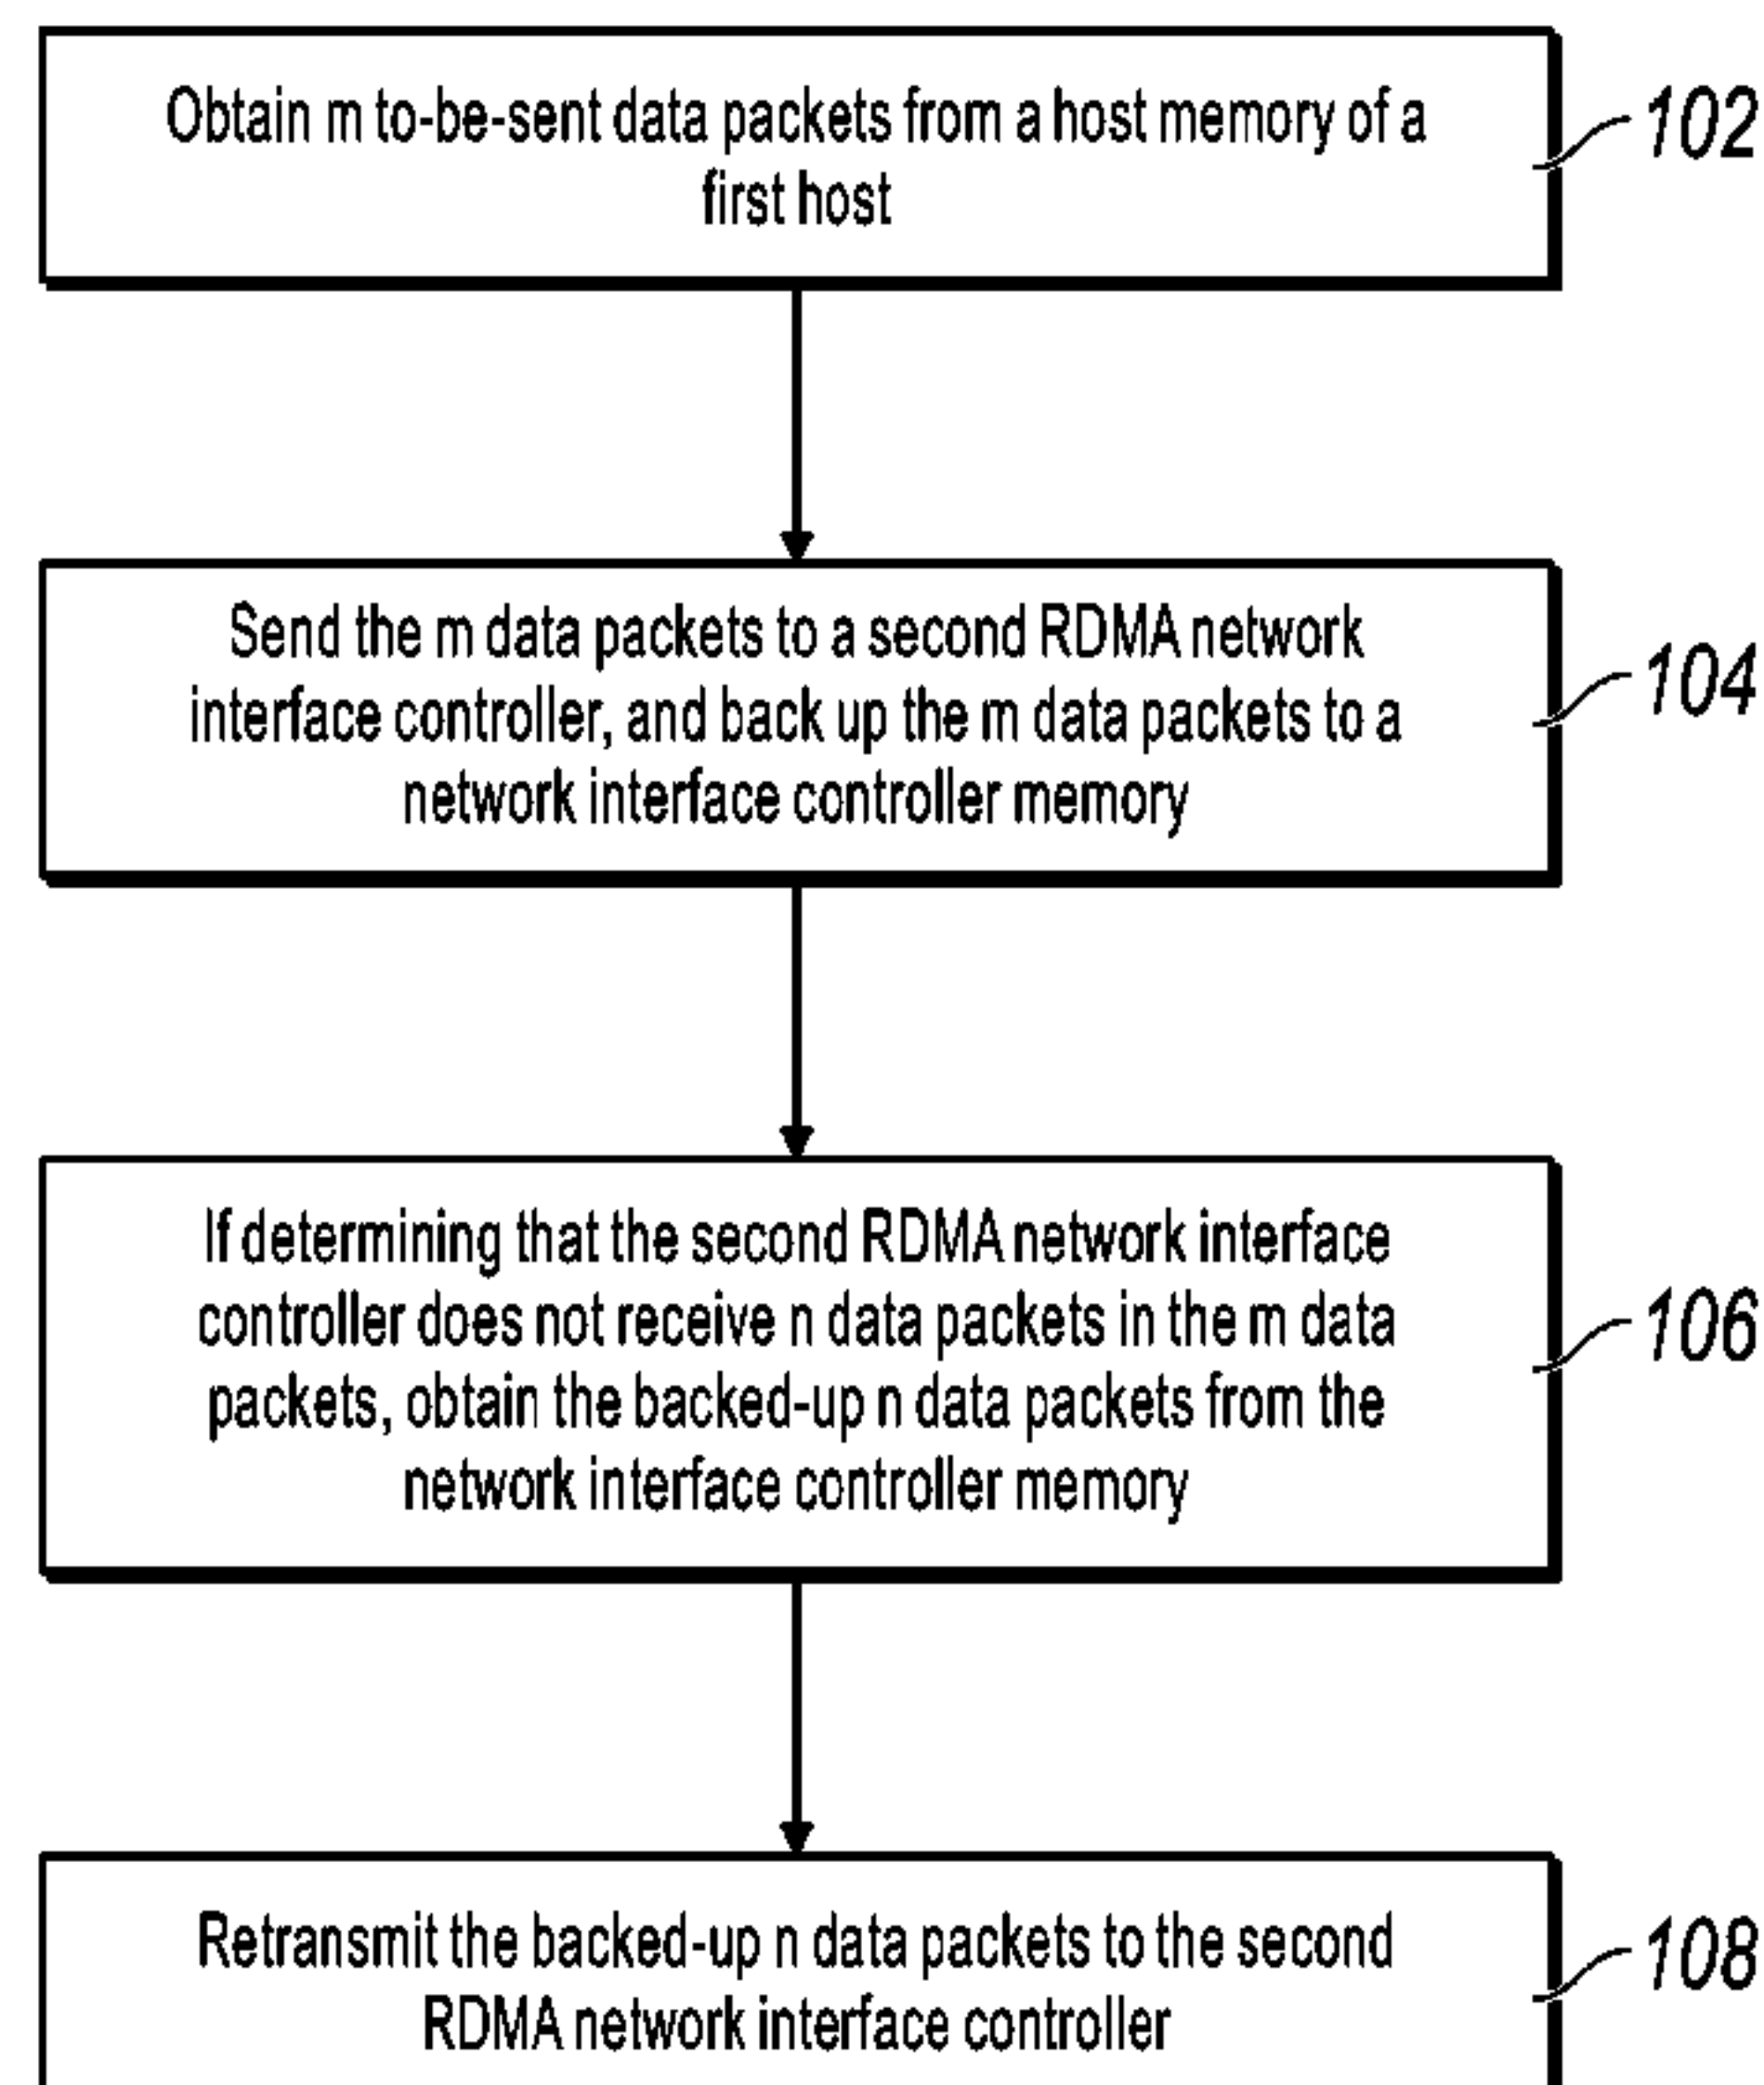 Obtain m to-be-sent data packets from a host memory of a
first host
102
Send the m data packets to a second RDMA network
interface controller, and back up the m data packets to a
network interface controller memory
104
If determining that the second RDMA network interface
controller does not receive n data packets in the m data
packets, obtain the backed-up n data packets from the
network interface controller memory
106
Retransmit the backed-up n data packets to the second
RDMA network interface controller
108